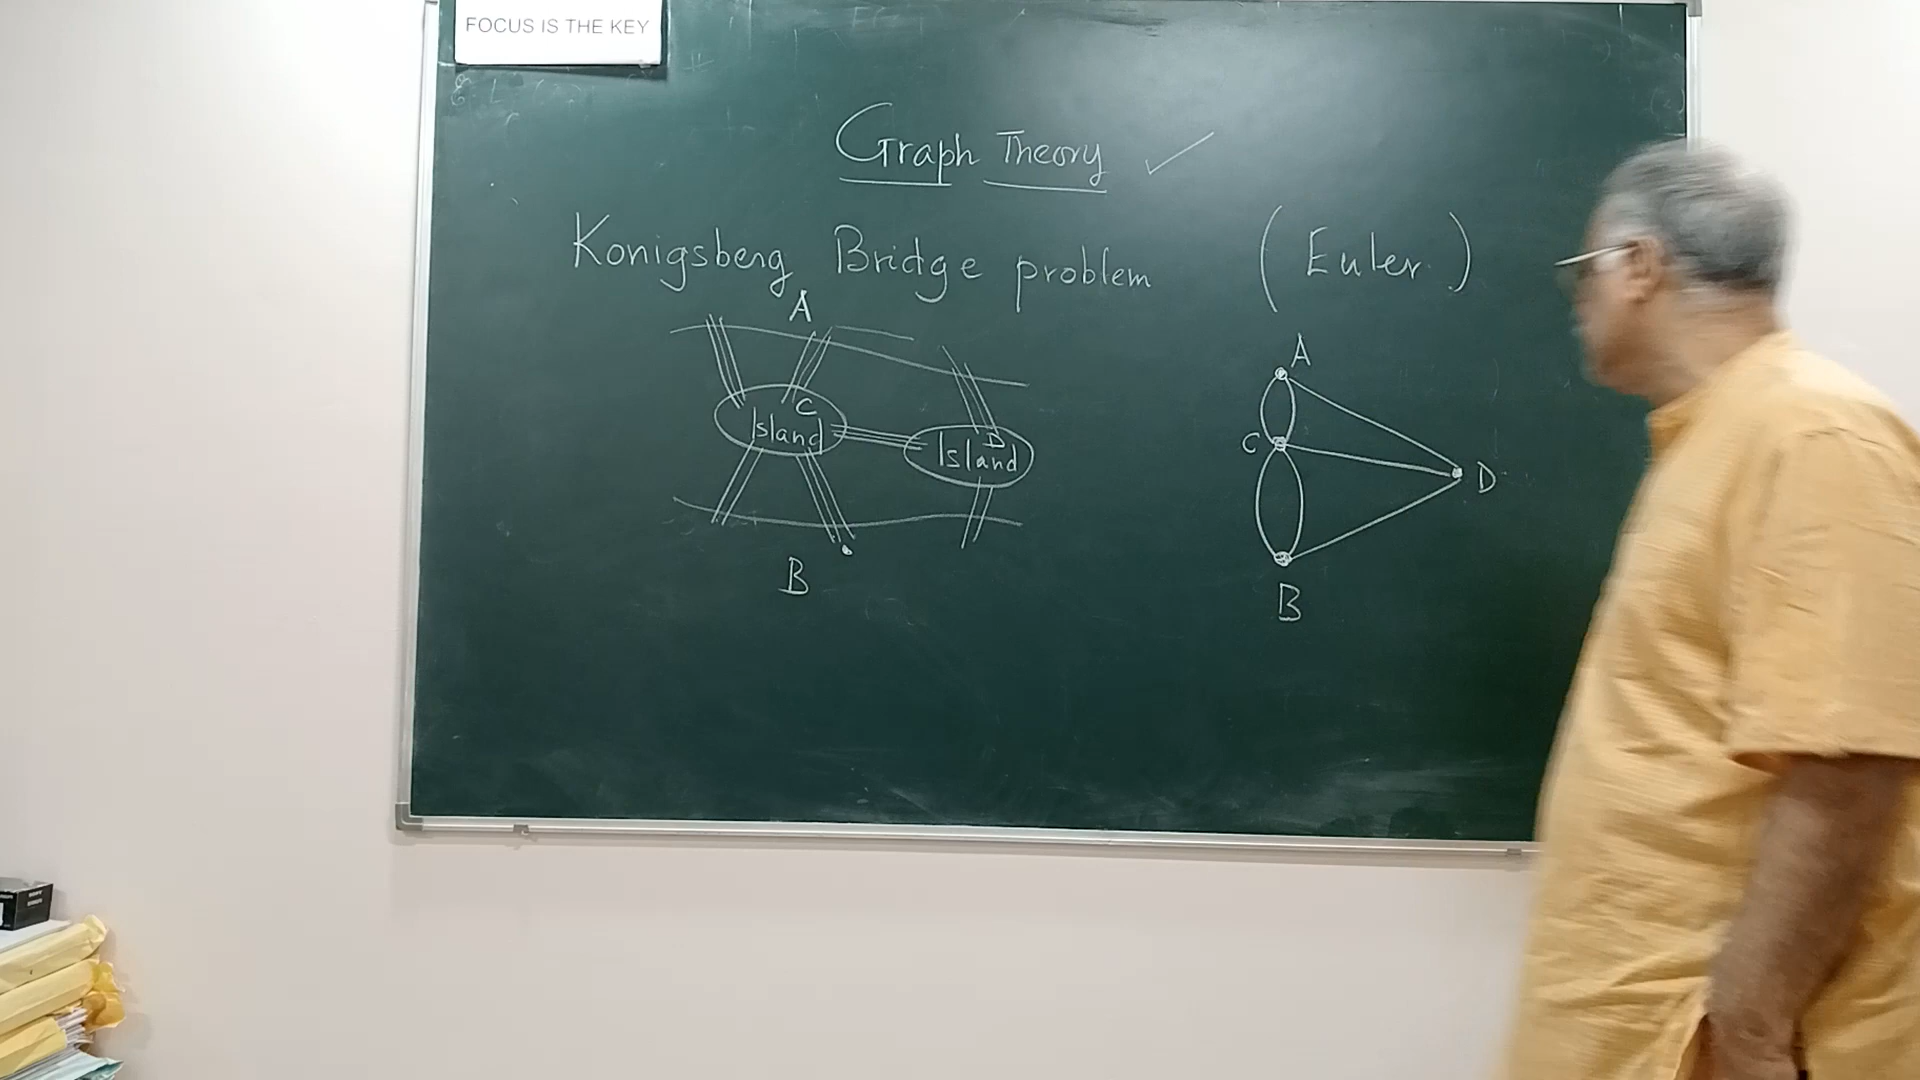 FOCUS IS THE KEY
Graph Theory
Konigsberg Bridge problem (Euler)
A
C
Island
D
Island
B
A
C
D
B